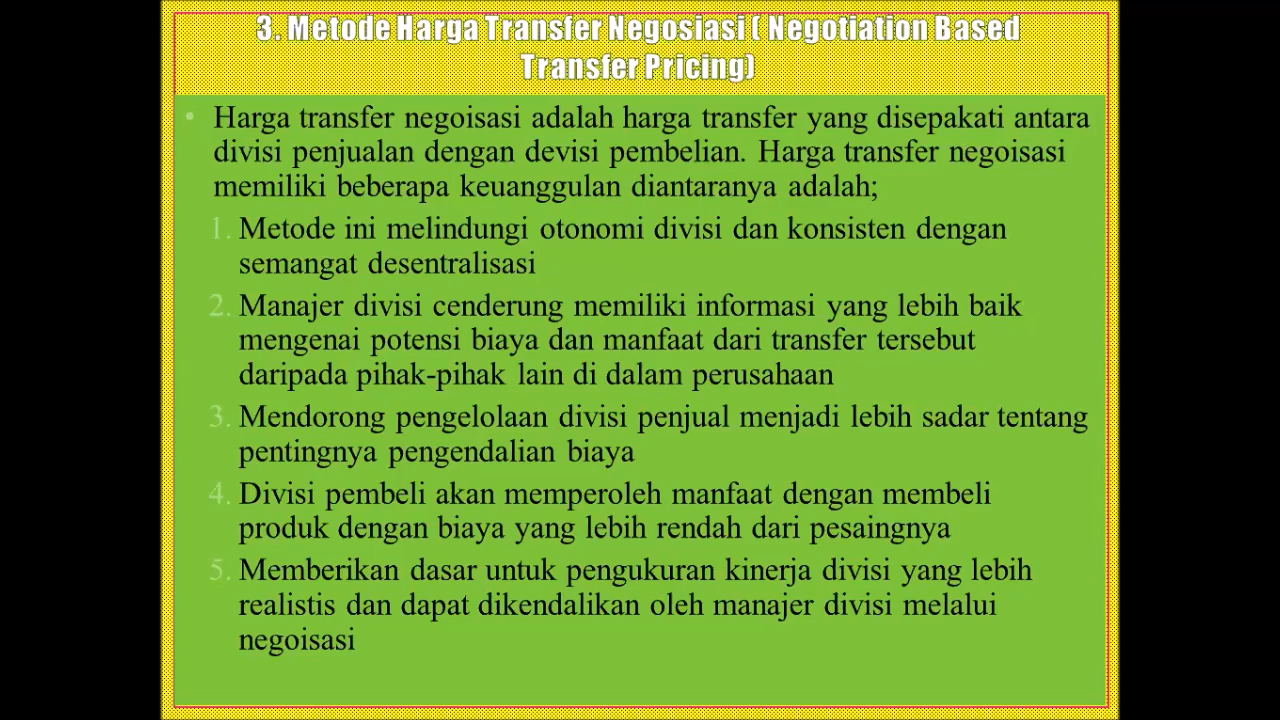 3. Metode Harga Transfer Negosiasi ( Negotiation Based
Transfer Pricing)
• Harga transfer negoisasi adalah harga transfer yang disepakati antara
divisi penjualan dengan devisi pembelian. Harga transfer negoisasi
memiliki beberapa keuanggulan diantaranya adalah;
1. Metode ini melindungi otonomi divisi dan konsisten dengan
semangat desentralisasi
2. Manajer divisi cenderung memiliki informasi yang lebih baik
mengenai potensi biaya dan manfaat dari transfer tersebut
daripada pihak-pihak lain di dalam perusahaan
3. Mendorong pengelolaan divisi penjual menjadi lebih sadar tentang
pentingnya pengendalian biaya
4. Divisi pembeli akan memperoleh manfaat dengan membeli
produk dengan biaya yang lebih rendah dari pesaingnya
5. Memberikan dasar untuk pengukuran kinerja divisi yang lebih
realistis dan dapat dikendalikan oleh manajer divisi melalui
negoisasi